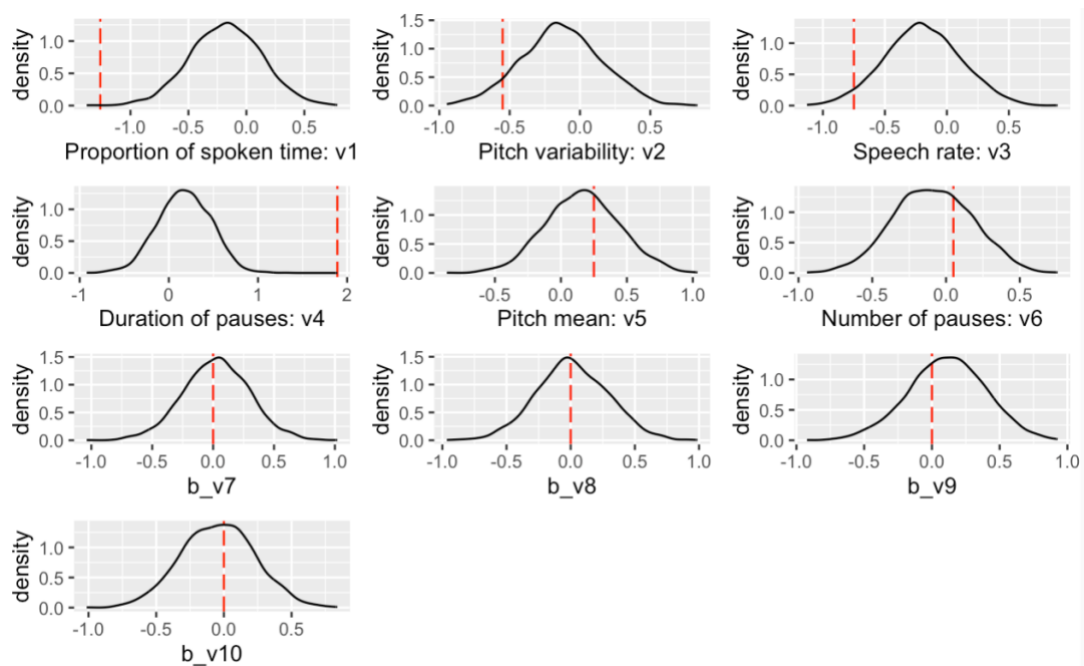 density
1.0
0.5
0.0
-1.0 -0.5 0.0 0.5
Proportion of spoken time: v1
density
1.5
1.0
0.5
0.0
-1.0 -0.5 0.0 0.5
Pitch variability: v2
density
1.0
0.5
0.0
-1.0 -0.5 0.0 0.5
Speech rate: v3
density
1.0
0.5
0.0
-1 0 1 2
Duration of pauses: v4
density
1.0
0.5
0.0
-0.5 0.0 0.5 1.0
Pitch mean: v5
density
1.0
0.5
0.0
-1.0 -0.5 0.0 0.5
Number of pauses: v6
density
1.5
1.0
0.5
0.0
-1.0 -0.5 0.0 0.5 1.0
b_v7
density
1.5
1.0
0.5
0.0
-1.0 -0.5 0.0 0.5 1.0
b_v8
density
1.0
0.5
0.0
-1.0 -0.5 0.0 0.5 1.0
b_v9
density
1.0
0.5
0.0
-1.0 -0.5 0.0 0.5
b_v10